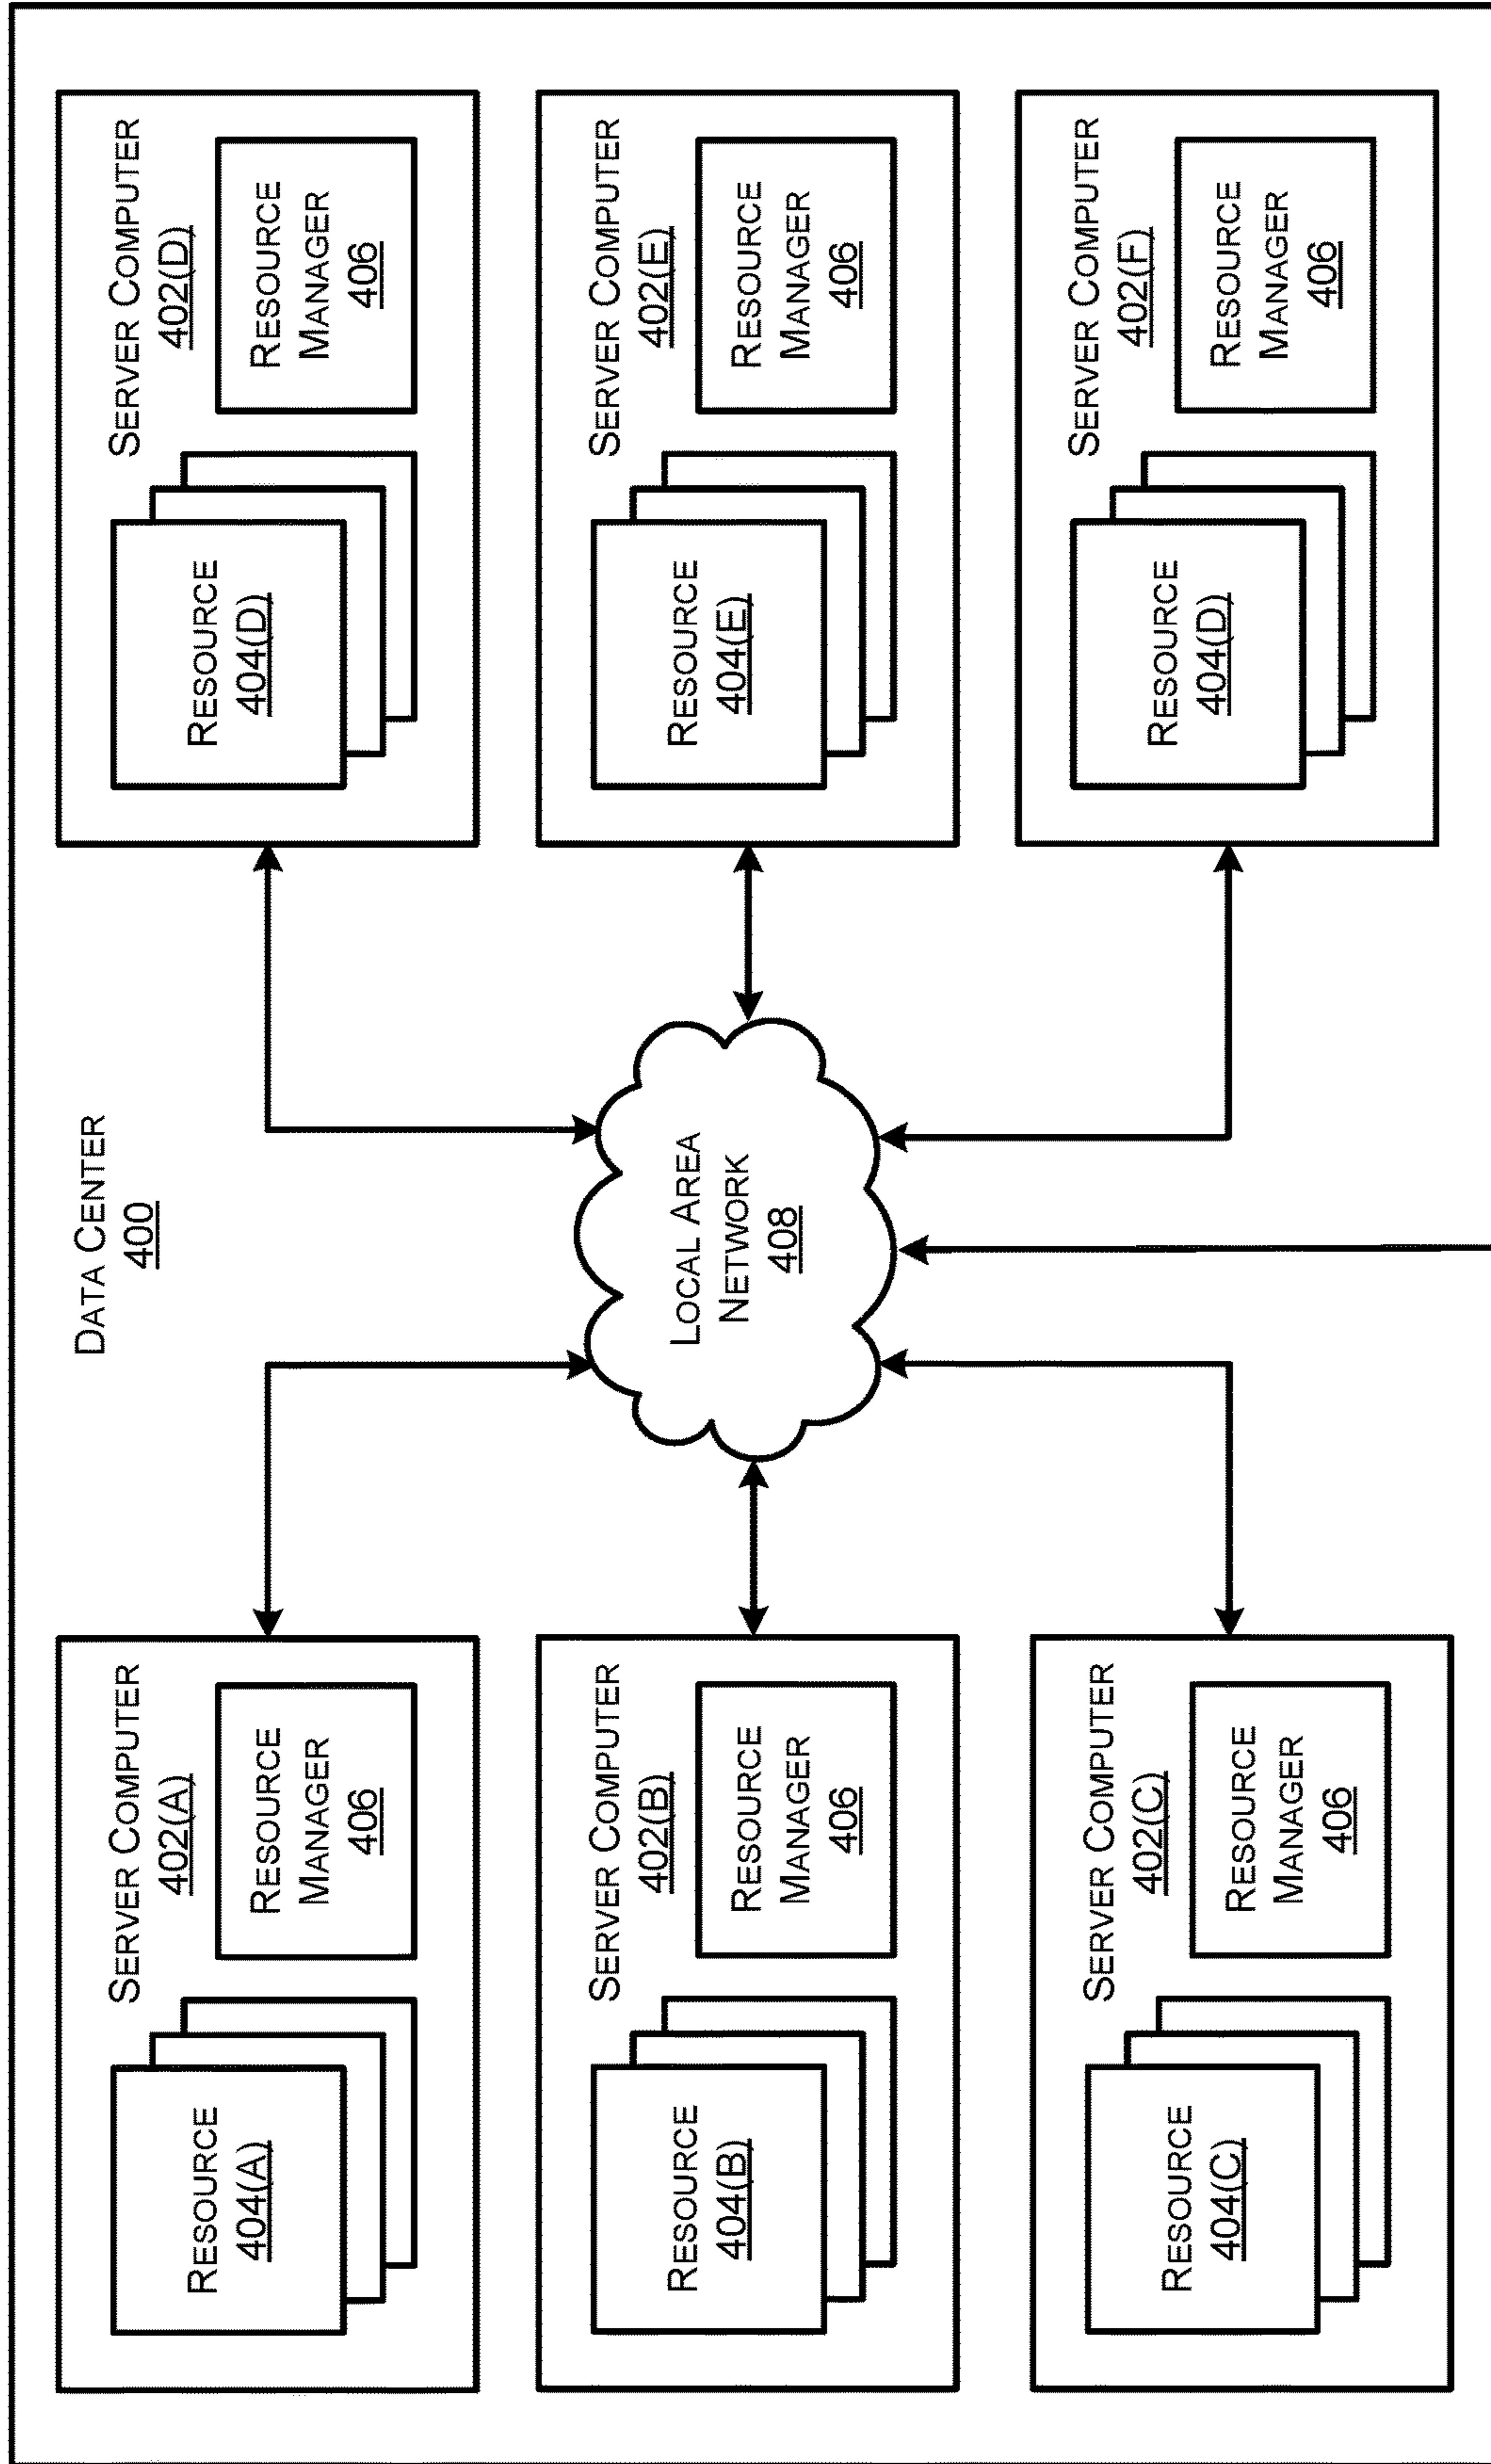 DATA CENTER
400
SERVER COMPUTER
402(A)
RESOURCE
404(A)
RESOURCE
MANAGER
406
SERVER COMPUTER
402(D)
RESOURCE
404(D)
RESOURCE
MANAGER
406
SERVER COMPUTER
402(B)
RESOURCE
404(B)
RESOURCE
MANAGER
406
LOCAL AREA
NETWORK
408
SERVER COMPUTER
402(E)
RESOURCE
404(E)
RESOURCE
MANAGER
406
SERVER COMPUTER
402(C)
RESOURCE
404(C)
RESOURCE
MANAGER
406
SERVER COMPUTER
402(F)
RESOURCE
404(D)
RESOURCE
MANAGER
406